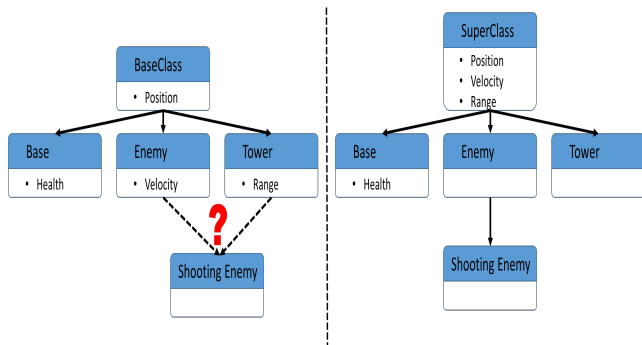 BaseClass
• Position
Base
• Health
Enemy
• Velocity
Tower
• Range
?
Shooting Enemy
SuperClass
• Position
• Velocity
• Range
Base
• Health
Enemy
Tower
Shooting Enemy